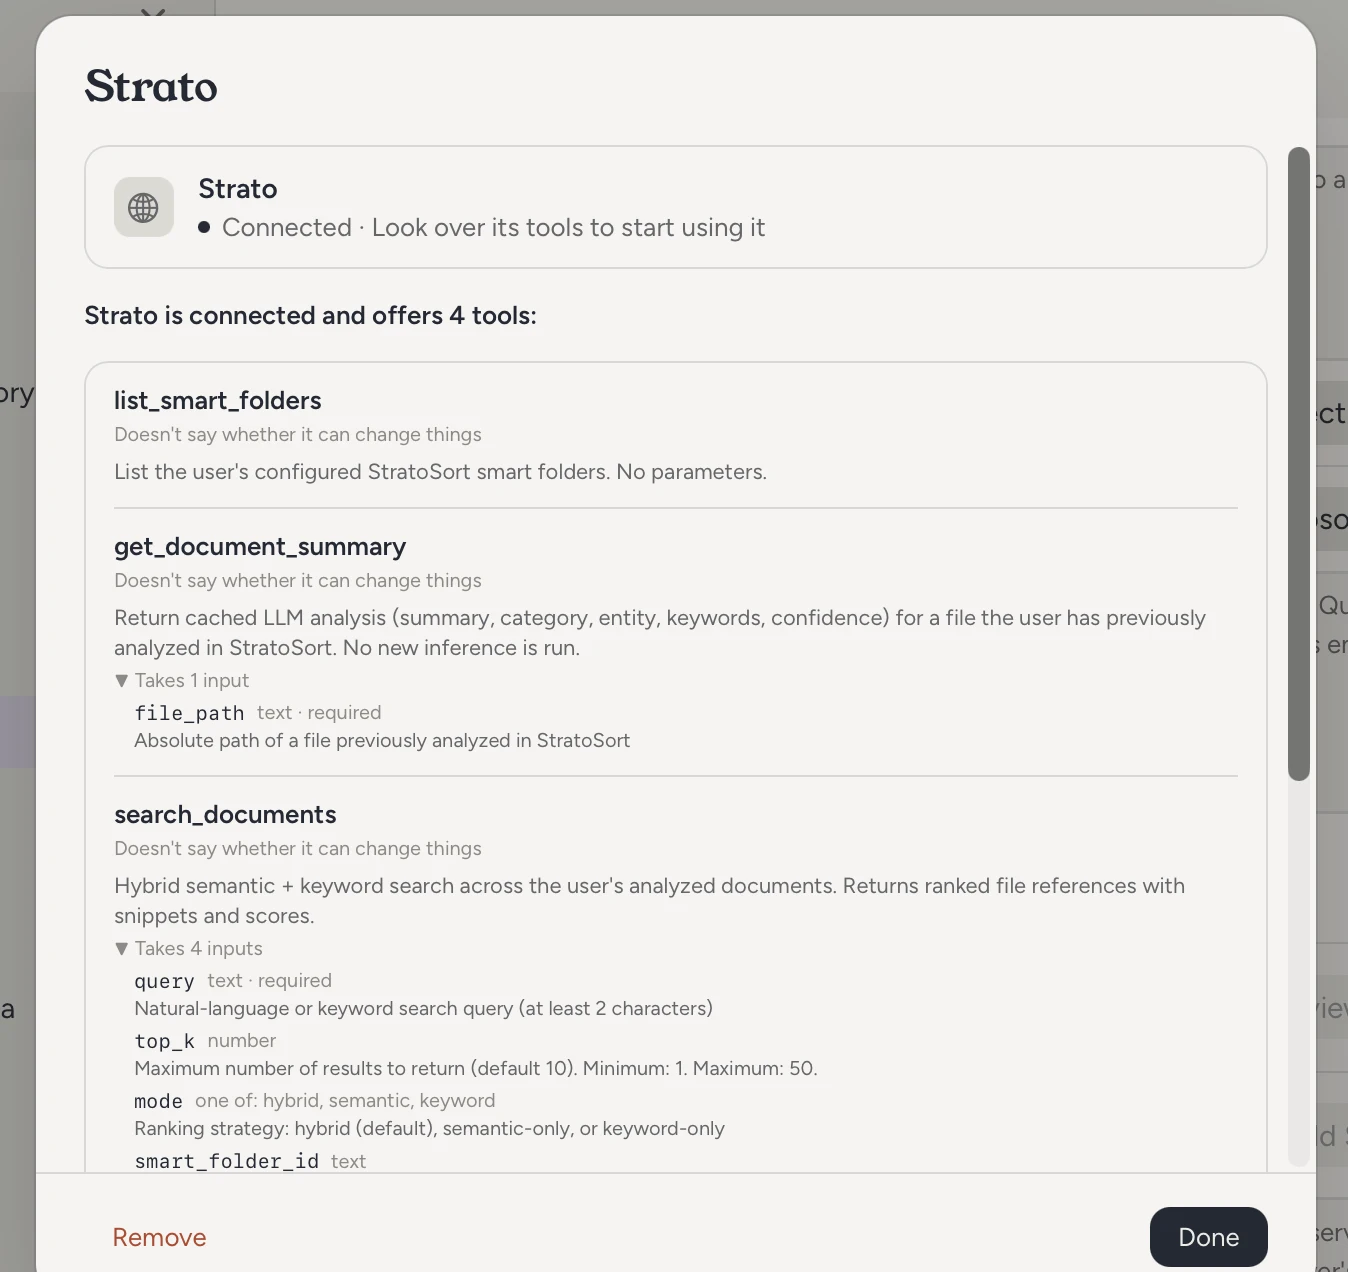 Strato
Strato
Connected · Look over its tools to start using it
Strato is connected and offers 4 tools:
list_smart_folders
Doesn't say whether it can change things
List the user's configured StratoSort smart folders. No parameters.
get_document_summary
Doesn't say whether it can change things
Return cached LLM analysis (summary, category, entity, keywords, confidence) for a file the user has previously
analyzed in StratoSort. No new inference is run.
▼ Takes 1 input
file_path text · required
Absolute path of a file previously analyzed in StratoSort
search_documents
Doesn't say whether it can change things
Hybrid semantic + keyword search across the user's analyzed documents. Returns ranked file references with
snippets and scores.
▼ Takes 4 inputs
query text · required
Natural-language or keyword search query (at least 2 characters)
top_k number
Maximum number of results to return (default 10). Minimum: 1. Maximum: 50.
mode one of: hybrid, semantic, keyword
Ranking strategy: hybrid (default), semantic-only, or keyword-only
smart_folder_id text
Remove
Done